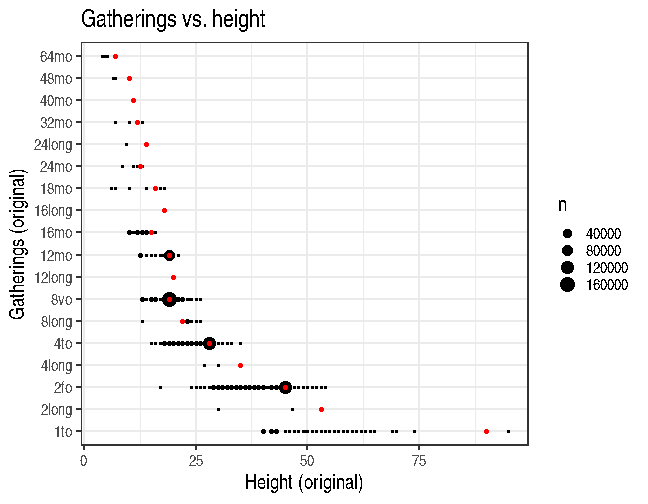 Gatherings vs. height
Gatherings (original)
64mo
48mo
40mo
32mo
24long
24mo
18mo
16long
16mo
12mo
12long
8vo
8long
4to
4long
2fo
2long
1to
0
25
50
75
Height (original)
n
40000
80000
120000
160000